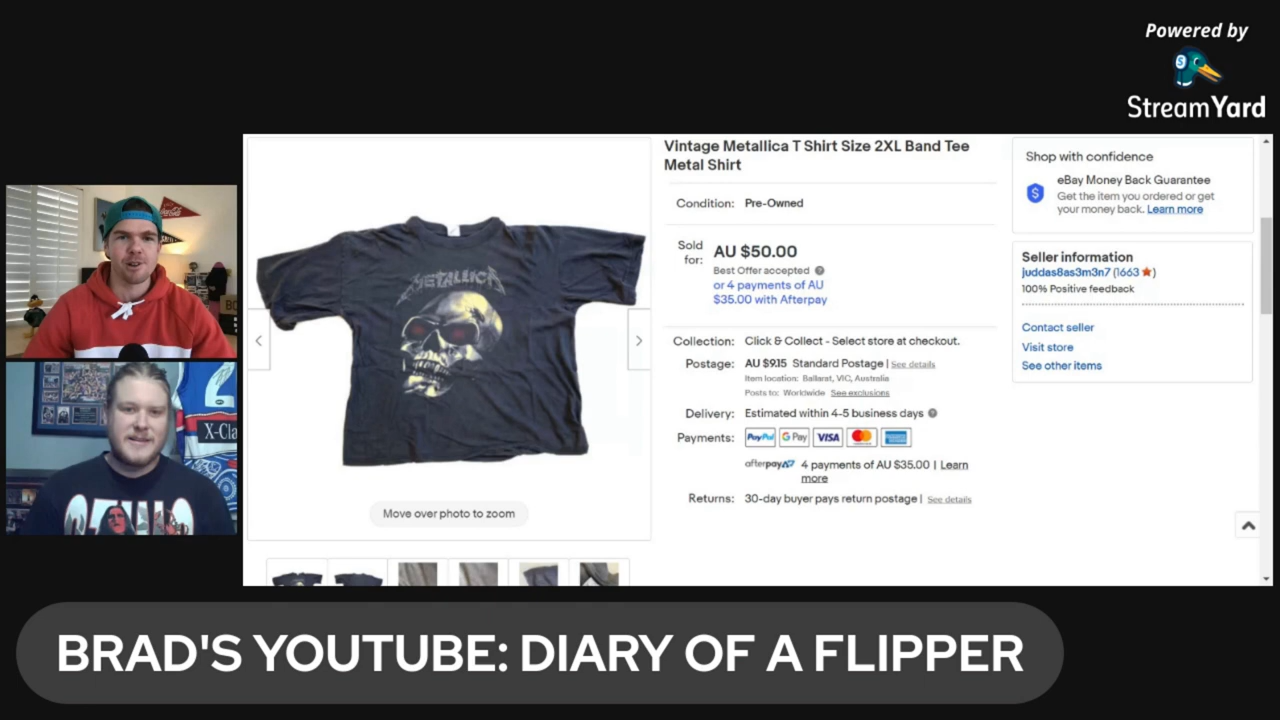 Powered by
StreamYard
Vintage Metallica T Shirt Size 2XL Band Tee
Metal Shirt
Condition: Pre-Owned
Sold for: AU $50.00
Best Offer accepted
or 4 payments of AU
$35.00 with Afterpay
Collection: Click & Collect - Select store at checkout.
Postage: AU $9.15 Standard Postage | See details
Item location: Ballarat, VIC, Australia
Posts to: Worldwide See exclusions
Delivery: Estimated within 4-5 business days
Payments: PayPal G Pay VISA
afterpay 4 payments of AU $35.00 | Learn
more
Returns: 30-day buyer pays return postage | See details
Shop with confidence
eBay Money Back Guarantee
Get the item you ordered or get
your money back. Learn more
Seller information
juddas8as3m3n7 (1663)
100% Positive feedback
Contact seller
Visit store
See other items
METALLICA
Move over photo to zoom
X-Cla
BRAD'S YOUTUBE: DIARY OF A FLIPPER